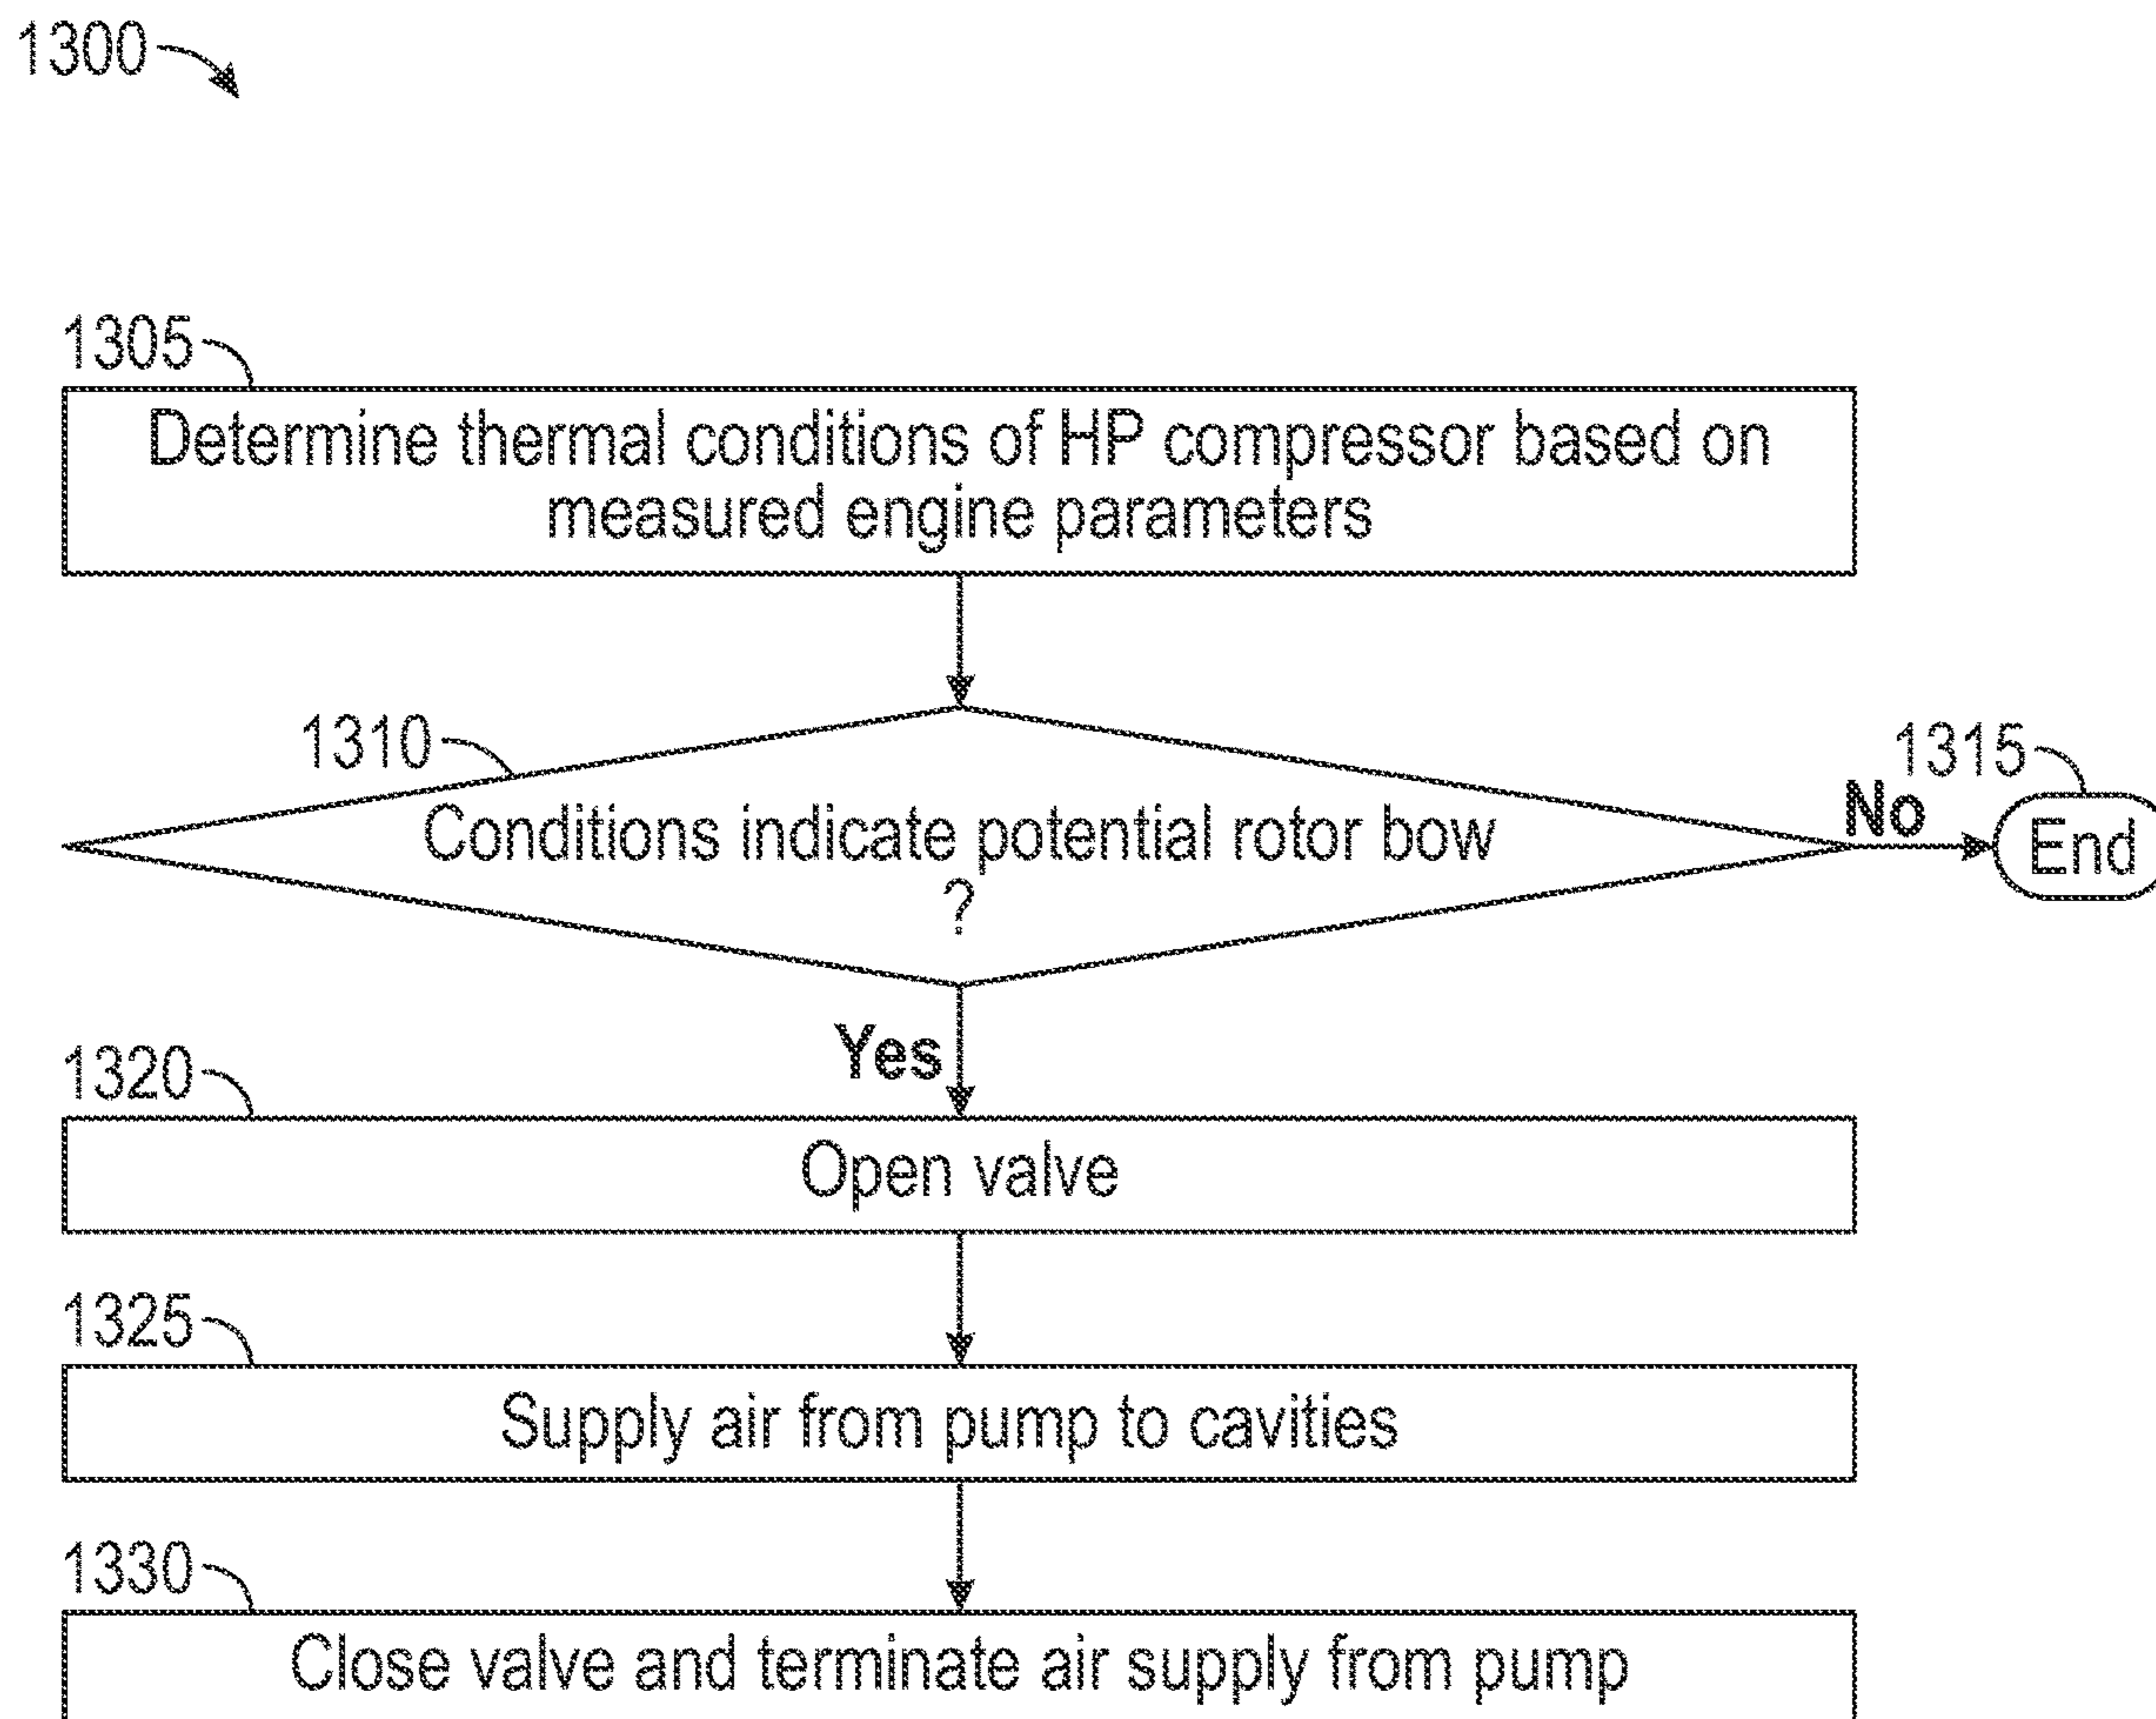 1300
1305
Determine thermal conditions of HP compressor based on
measured engine parameters
1310
Conditions indicate potential rotor bow
?
1315
No
End
Yes
1320
Open valve
1325
Supply air from pump to cavities
1330
Close valve and terminate air supply from pump